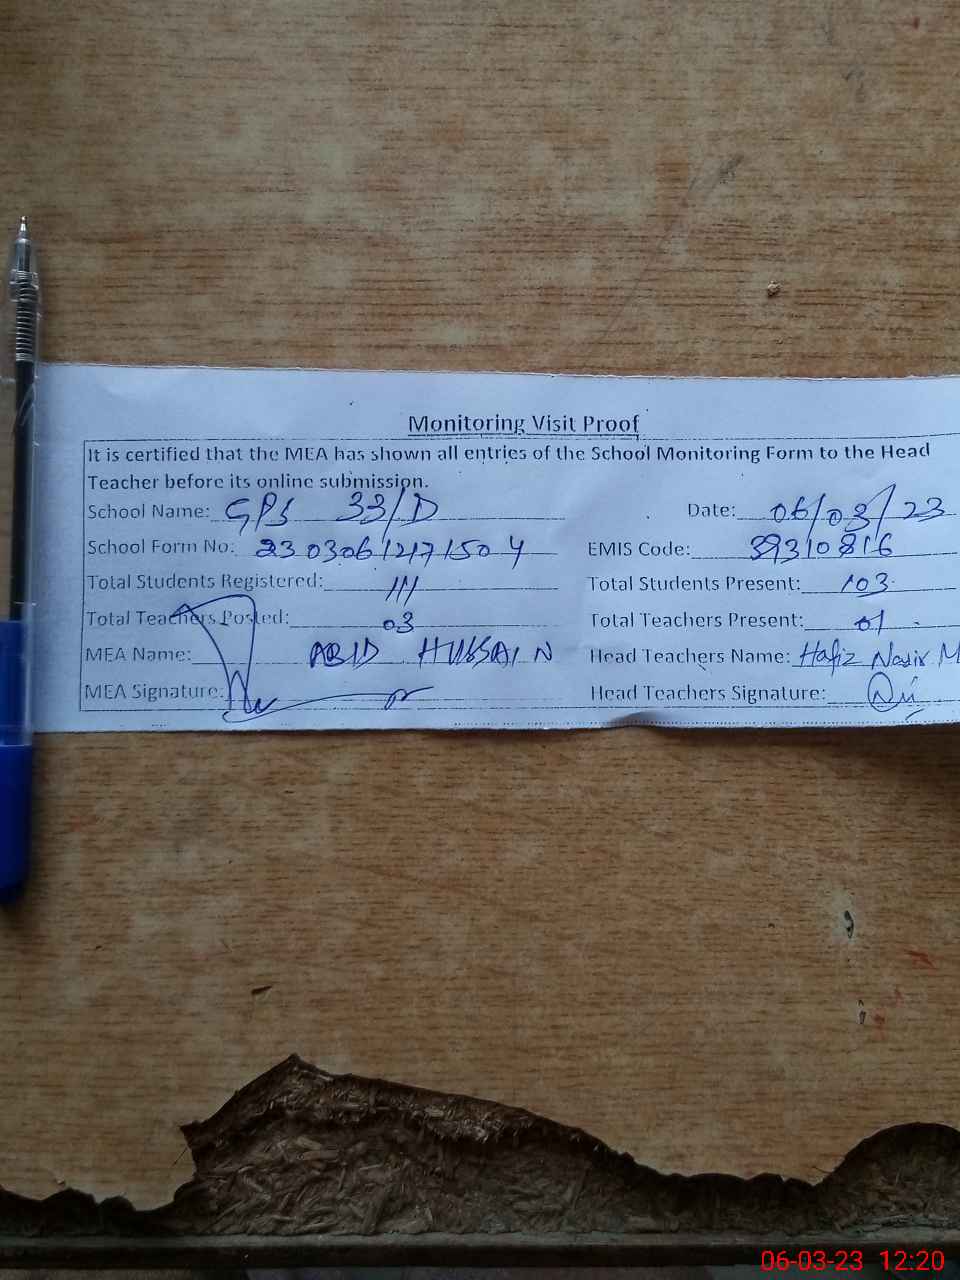 Monitoring Visit Proof
It is certified that the MEA has shown all entries of the School Monitoring Form to the Head
Teacher before its online submission.
School Name: GPS 33/D Date: 06/03/23
School Form No: 23030612171504 EMIS Code: 39310816
Total Students Registered: 111 Total Students Present: 103
Total Teachers Posted: 03 Total Teachers Present: 01
MEA Name: ABID HUSSAIN Head Teachers Name: Hafiz Nasir M
MEA Signature: Head Teachers Signature:
06-03-23 12:20